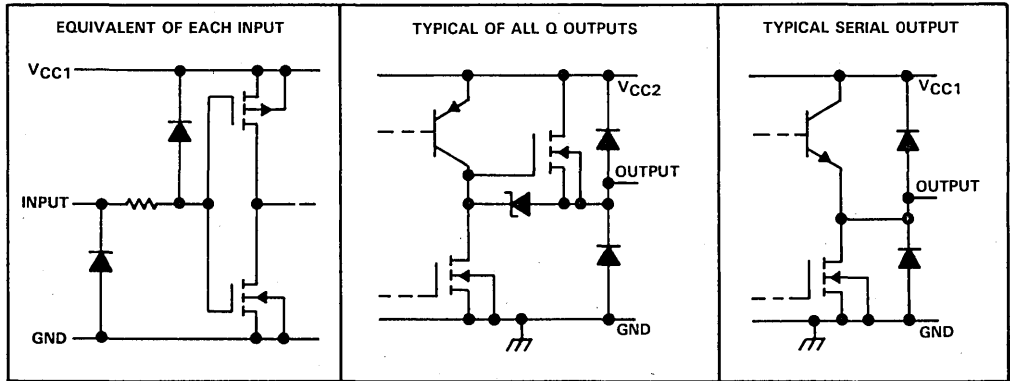 EQUIVALENT OF EACH INPUT
VCC1
INPUT
GND
TYPICAL OF ALL Q OUTPUTS
VCC2
OUTPUT
GND
TYPICAL SERIAL OUTPUT
VCC1
OUTPUT
GND